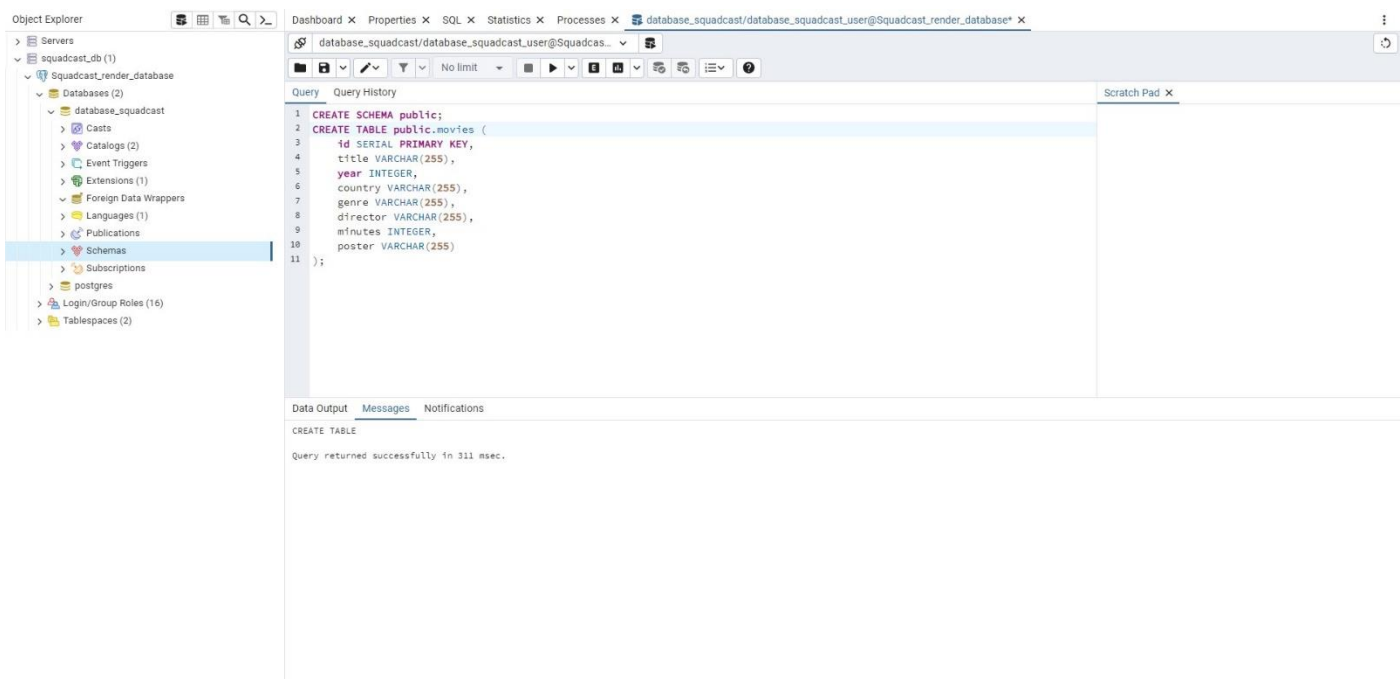 Object Explorer
Servers
squadcast_db (1)
Squadcast_render_database
Databases (2)
database_squadcast
Casts
Catalogs (2)
Event Triggers
Extensions (1)
Foreign Data Wrappers
Languages (1)
Publications
Schemas
Subscriptions
postgres
Login/Group Roles (16)
Tablespaces (2)
Dashboard Properties SQL Statistics Processes database_squadcast/database_squadcast_user@Squadcast_render_database*
database_squadcast/database_squadcast_user@Squadcas...
No limit
Query Query History
Scratch Pad
1 CREATE SCHEMA public;
2 CREATE TABLE public.movies (
3 id SERIAL PRIMARY KEY,
4 title VARCHAR(255),
5 year INTEGER,
6 country VARCHAR(255),
7 genre VARCHAR(255),
8 director VARCHAR(255),
9 minutes INTEGER,
10 poster VARCHAR(255)
11 );
Data Output Messages Notifications
CREATE TABLE
Query returned successfully in 311 msec.